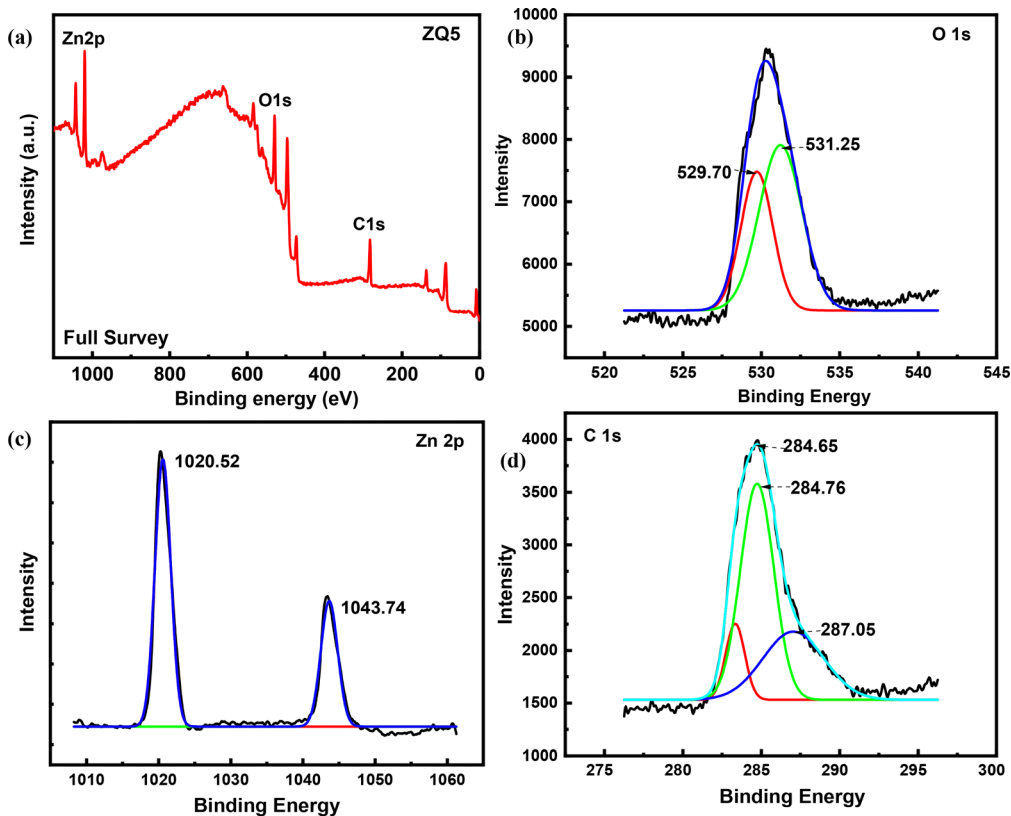 (a)
ZQ5
Zn2p
O1s
C1s
Full Survey
Intensity (a.u.)
1000 800 600 400 200 0
Binding energy (eV)
(b)
O 1s
10000
9000
8000
7000
6000
5000
531.25
529.70
Intensity
520 525 530 535 540 545
Binding Energy
(c)
Zn 2p
1020.52
1043.74
Intensity
1010 1020 1030 1040 1050 1060
Binding Energy
C 1s
(d)
4000
3500
3000
2500
2000
1500
1000
284.65
284.76
287.05
Intensity
275 280 285 290 295 300
Binding Energy